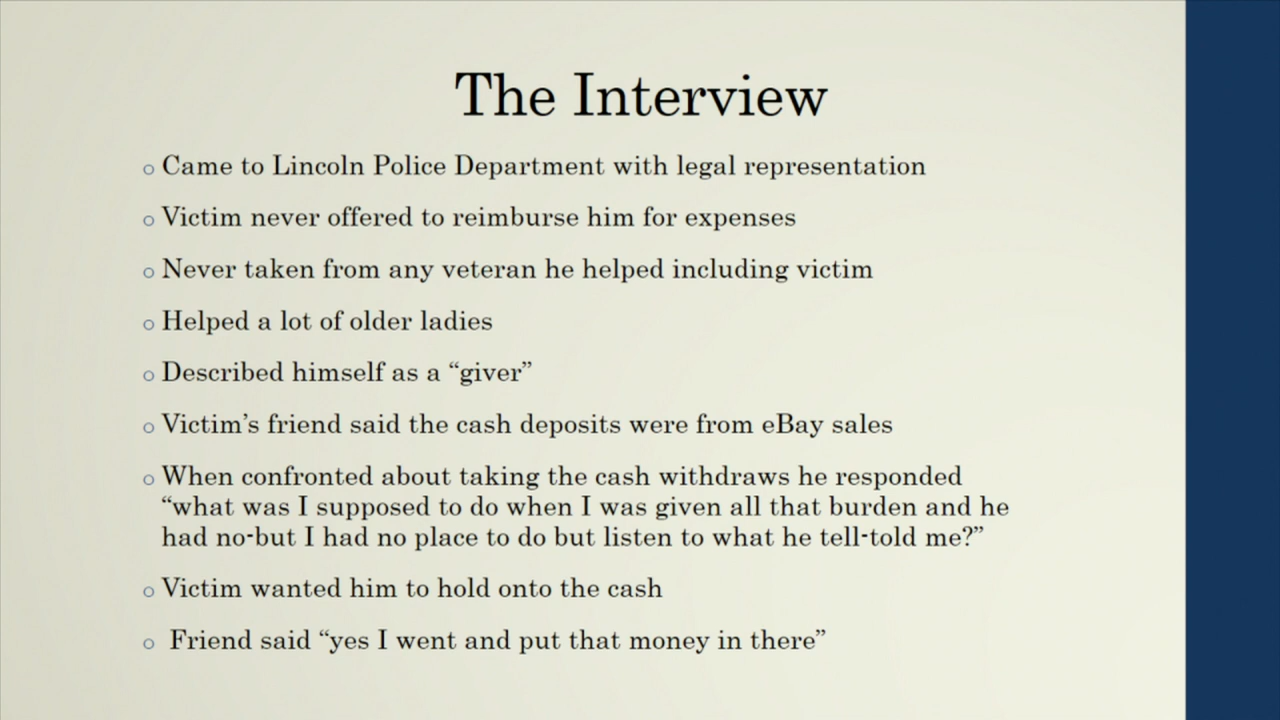 The Interview
Came to Lincoln Police Department with legal representation
Victim never offered to reimburse him for expenses
Never taken from any veteran he helped including victim
Helped a lot of older ladies
Described himself as a “giver”
Victim’s friend said the cash deposits were from eBay sales
When confronted about taking the cash withdraws he responded
“what was I supposed to do when I was given all that burden and he
had no-but I had no place to do but listen to what he tell-told me?”
Victim wanted him to hold onto the cash
Friend said “yes I went and put that money in there”